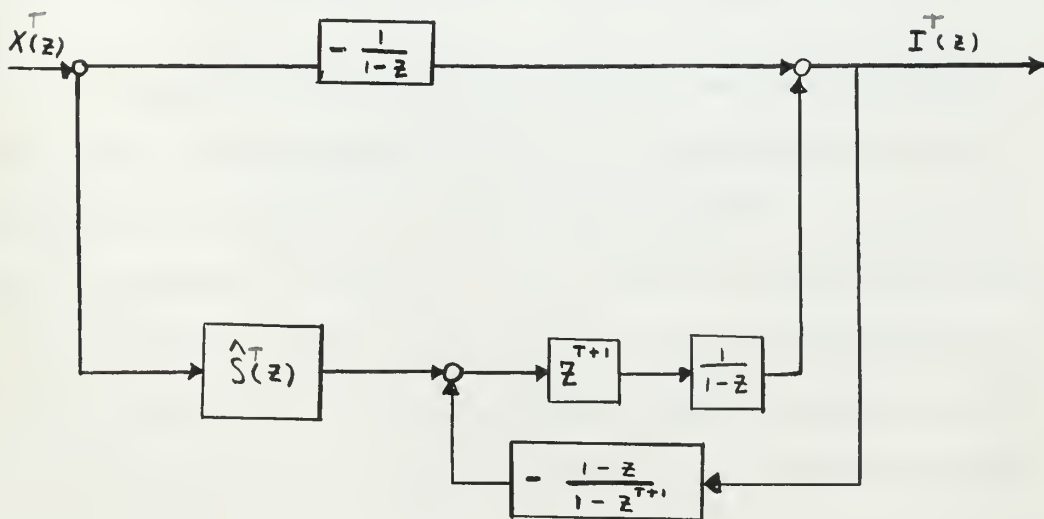 X^T(z)
- 1/(1-z)
I^T(z)
Ŝ^T(z)
z^(T+1)
1/(1-z)
- (1-z)/(1-z^(T+1))